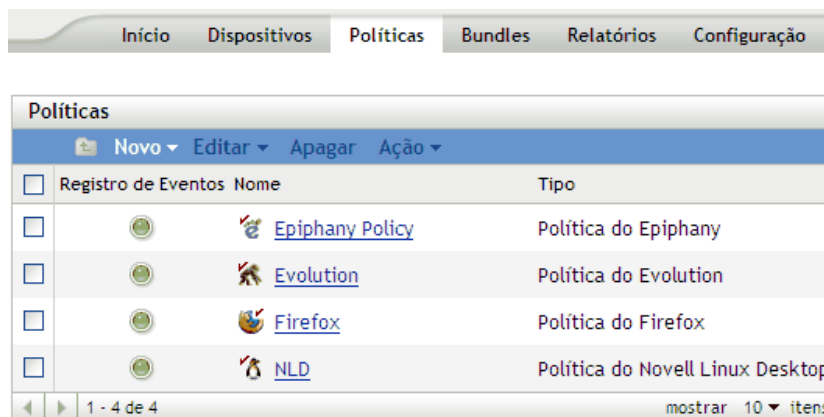 Início Dispositivos Políticas Bundles Relatórios Configuração
Políticas
Novo Editar Apagar Ação
Registro de Eventos Nome Tipo
Epiphany Policy Política do Epiphany
Evolution Política do Evolution
Firefox Política do Firefox
NLD Política do Novell Linux Desktop
1 - 4 de 4 mostrar 10 itens